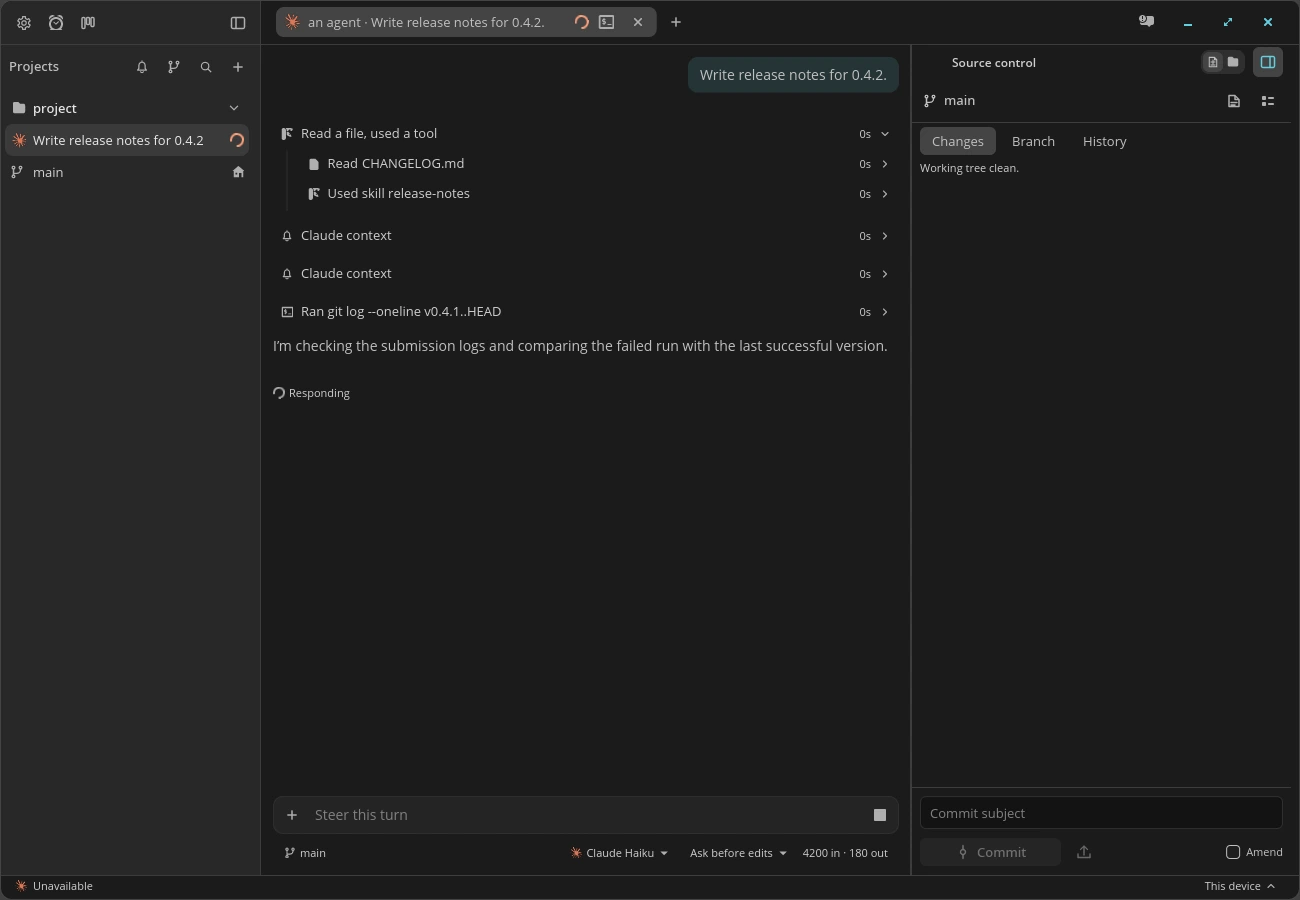 an agent · Write release notes for 0.4.2.
Projects
project
Write release notes for 0.4.2
main
Write release notes for 0.4.2.
Read a file, used a tool 0s
Read CHANGELOG.md 0s
Used skill release-notes 0s
Claude context 0s
Claude context 0s
Ran git log --oneline v0.4.1..HEAD 0s
I'm checking the submission logs and comparing the failed run with the last successful version.
Responding
Steer this turn
main Claude Haiku Ask before edits 4200 in · 180 out
Source control
main
Changes Branch History
Working tree clean.
Commit subject
Commit Amend
Unavailable This device